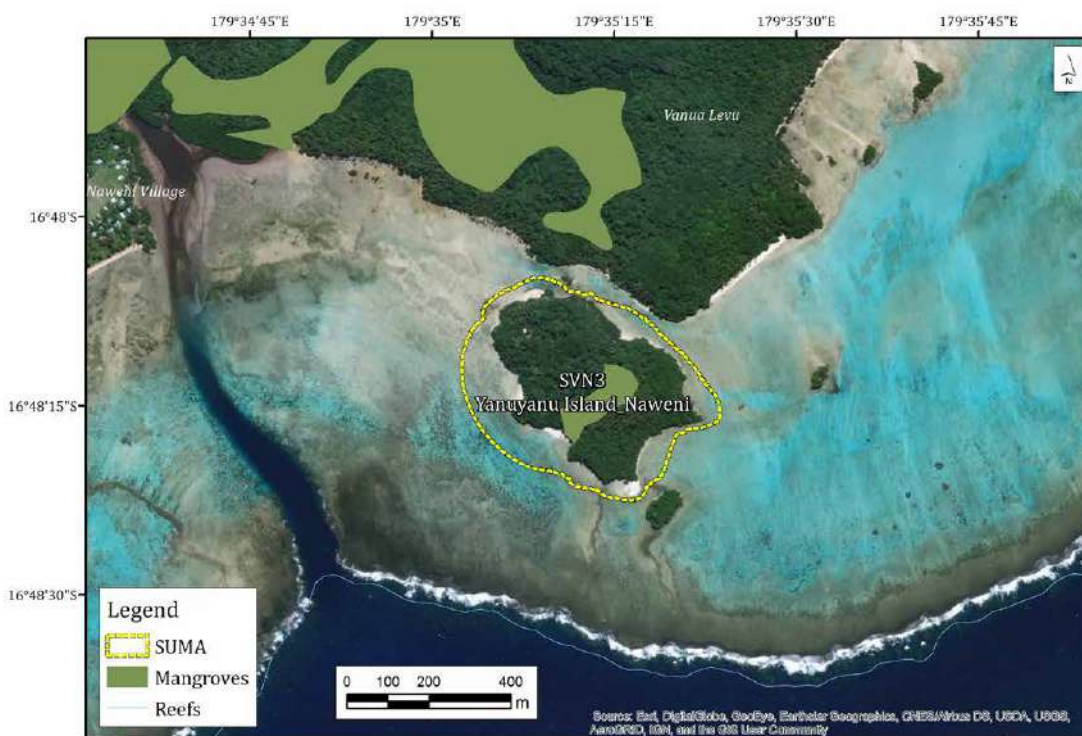 179°34'45"E 179°35'E 179°35'15"E 179°35'30"E 179°35'45"E
N
Vanua Levu
Naweni Village
16°48'S
SVN3
Yanuyanu Island_Naweni
16°48'15"S
16°48'30"S
Legend
SUMA
Mangroves
Reefs
0 100 200 400
m
Source: Esri, DigitalGlobe, GeoEye, Earthstar Geographics, CNES/Airbus DS, USDA, USGS,
AeroGRID, IGN, and the GIS User Community